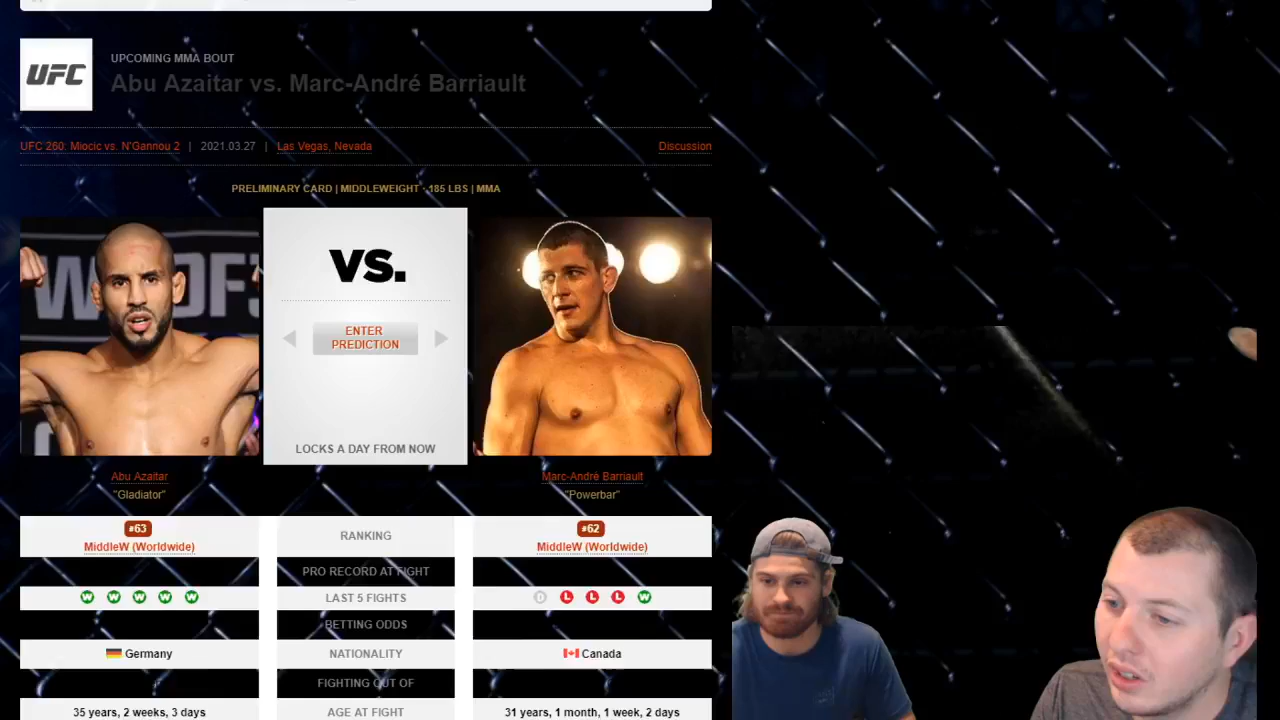 UFC
UPCOMING MMA BOUT
Abu Azaitar vs. Marc-André Barriault
UFC 260: Miocic vs. N'Gannou 2 | 2021.03.27 | Las Vegas, Nevada
Discussion
PRELIMINARY CARD | MIDDLEWEIGHT · 185 LBS | MMA
VS.
ENTER
PREDICTION
LOCKS A DAY FROM NOW
Abu Azaitar
"Gladiator"
Marc-André Barriault
"Powerbar"
#63
MiddleW (Worldwide)
RANKING
#62
MiddleW (Worldwide)
PRO RECORD AT FIGHT
W W W W W
LAST 5 FIGHTS
D L L L W
BETTING ODDS
Germany
NATIONALITY
Canada
FIGHTING OUT OF
35 years, 2 weeks, 3 days
AGE AT FIGHT
31 years, 1 month, 1 week, 2 days